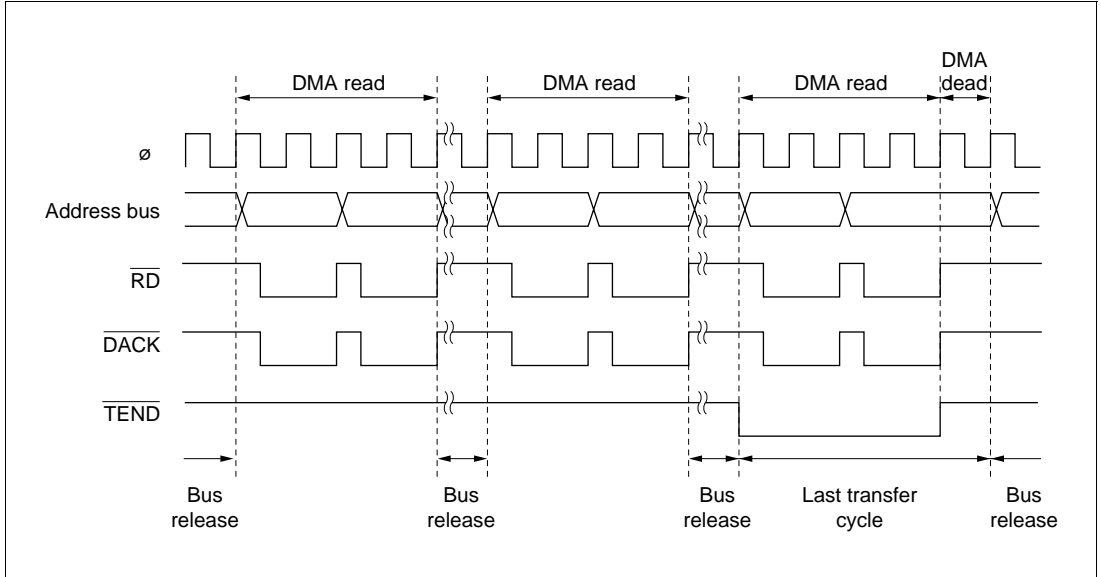 DMA read
DMA read
DMA read
DMA
dead
ø
Address bus
RD
DACK
TEND
Bus
release
Bus
release
Bus
release
Last transfer
cycle
Bus
release